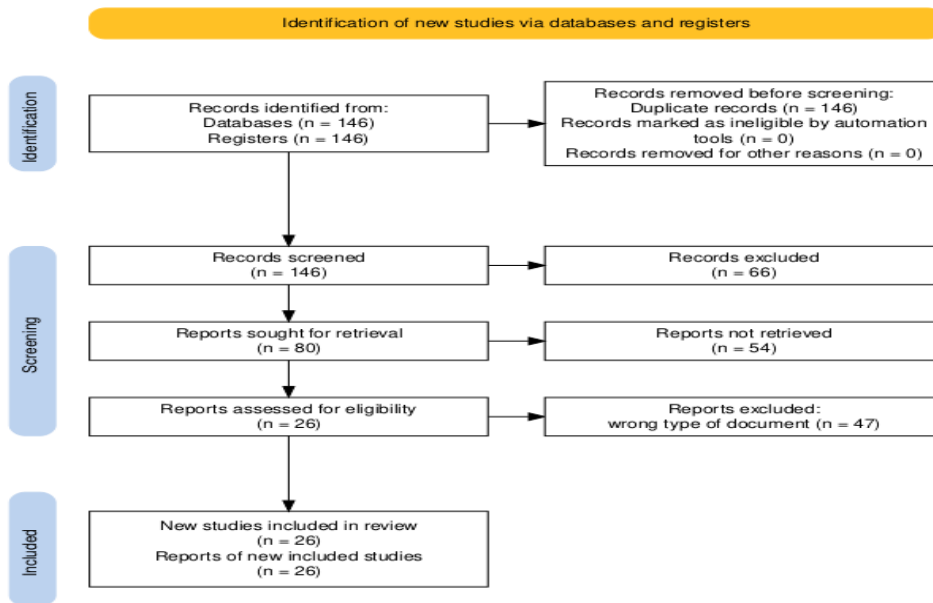 Identification of new studies via databases and registers
Identification
Records identified from:
Databases (n = 146)
Registers (n = 146)
Records removed before screening:
Duplicate records (n = 146)
Records marked as ineligible by automation
tools (n = 0)
Records removed for other reasons (n = 0)
Screening
Records screened
(n = 146)
Records excluded
(n = 66)
Reports sought for retrieval
(n = 80)
Reports not retrieved
(n = 54)
Reports assessed for eligibility
(n = 26)
Reports excluded:
wrong type of document (n = 47)
Included
New studies included in review
(n = 26)
Reports of new included studies
(n = 26)